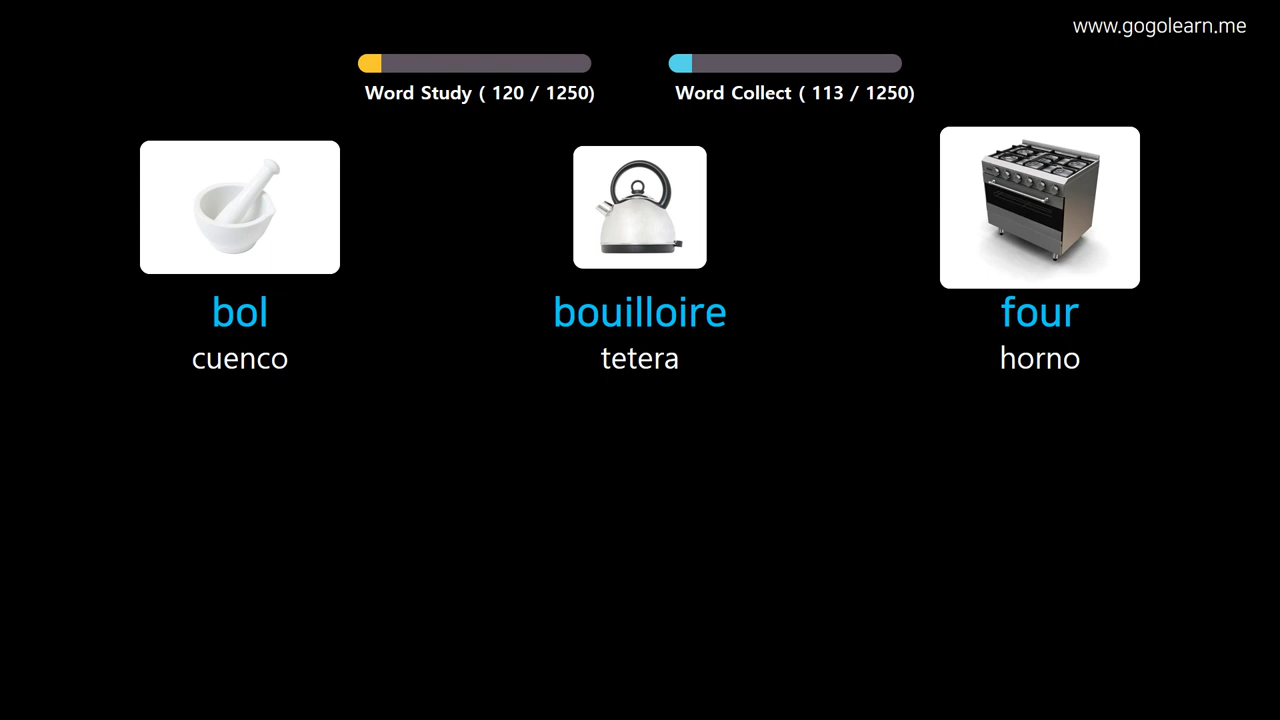 www.gogolearn.me
Word Study ( 120 / 1250)
Word Collect ( 113 / 1250)
bol
cuenco
bouilloire
tetera
four
horno